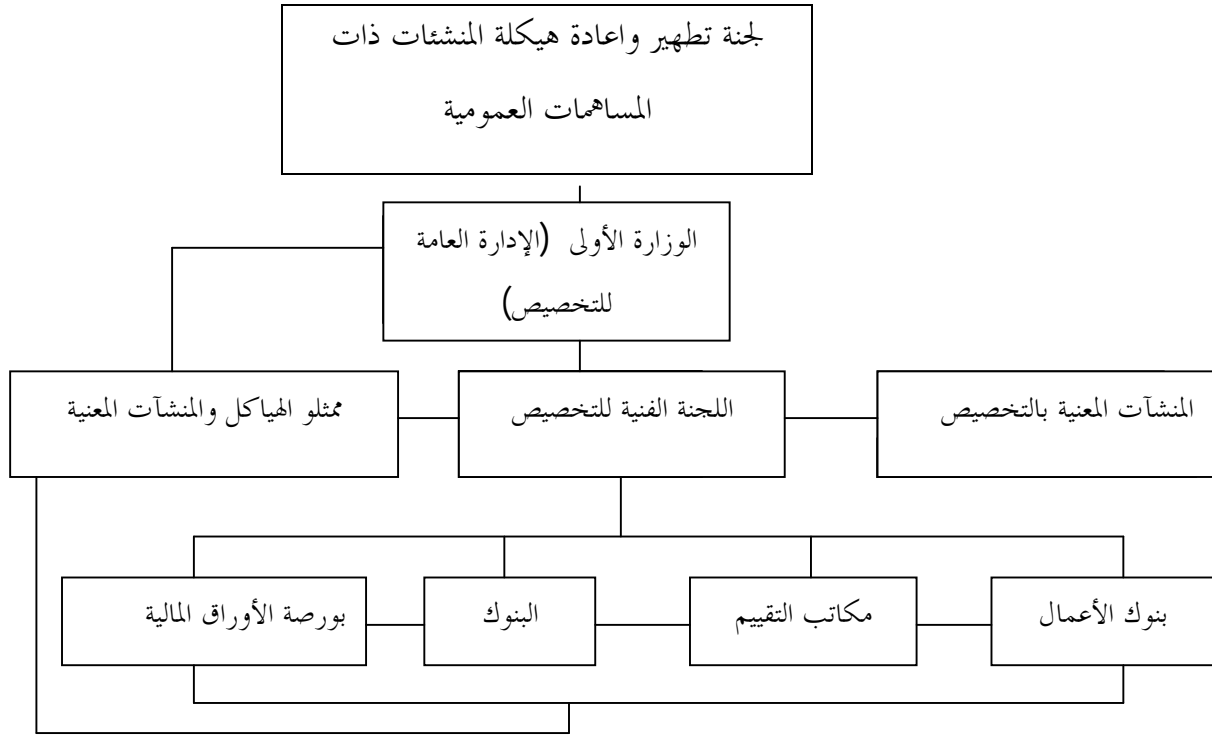 لجنة تطهير واعادة هيكلة المنشئات ذات
المساهمات العمومية
الوزارة الأولى (الإدارة العامة
للتخصيص)
المنشآت المعنية بالتخصيص
اللجنة الفنية للتخصيص
ممثلو الهياكل والمنشآت المعنية
بنوك الأعمال
مكاتب التقييم
البنوك
بورصة الأوراق المالية